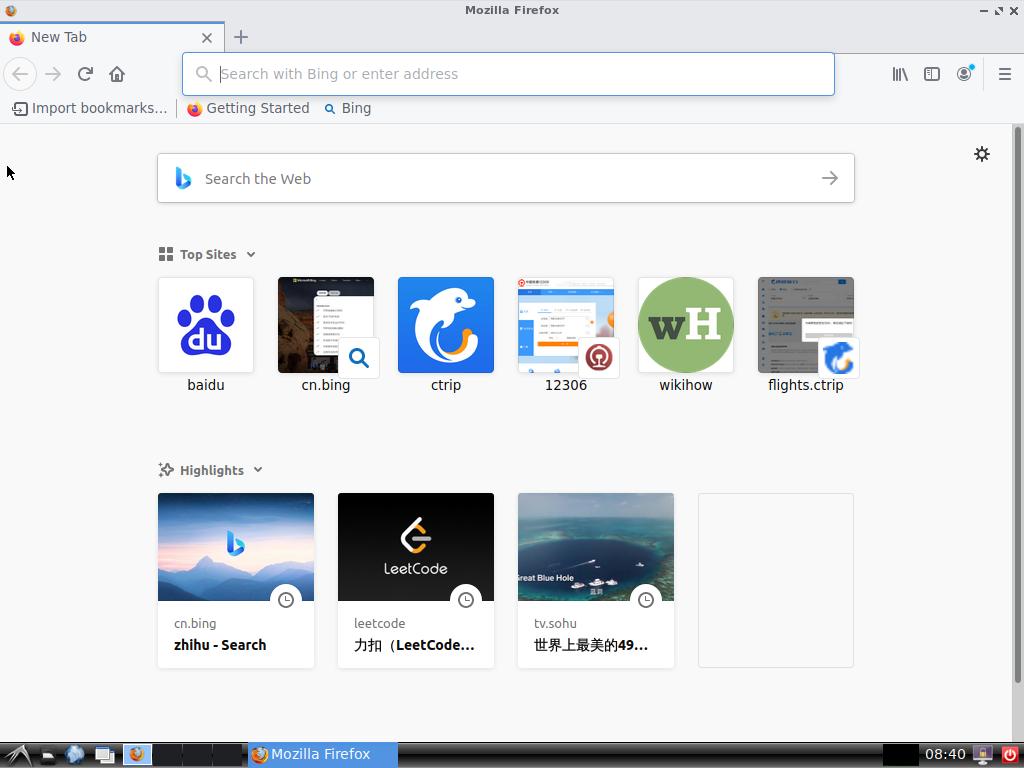 Mozilla Firefox
New Tab
Search with Bing or enter address
Import bookmarks...
Getting Started
Bing
Search the Web
Top Sites
du
wH
baidu
cn.bing
ctrip
12306
wikihow
flights.ctrip
Highlights
LeetCode
Great Blue Hole
蓝洞
cn.bing
leetcode
tv.sohu
zhihu - Search
力扣（LeetCode...
世界上最美的49...
Mozilla Firefox
08:40